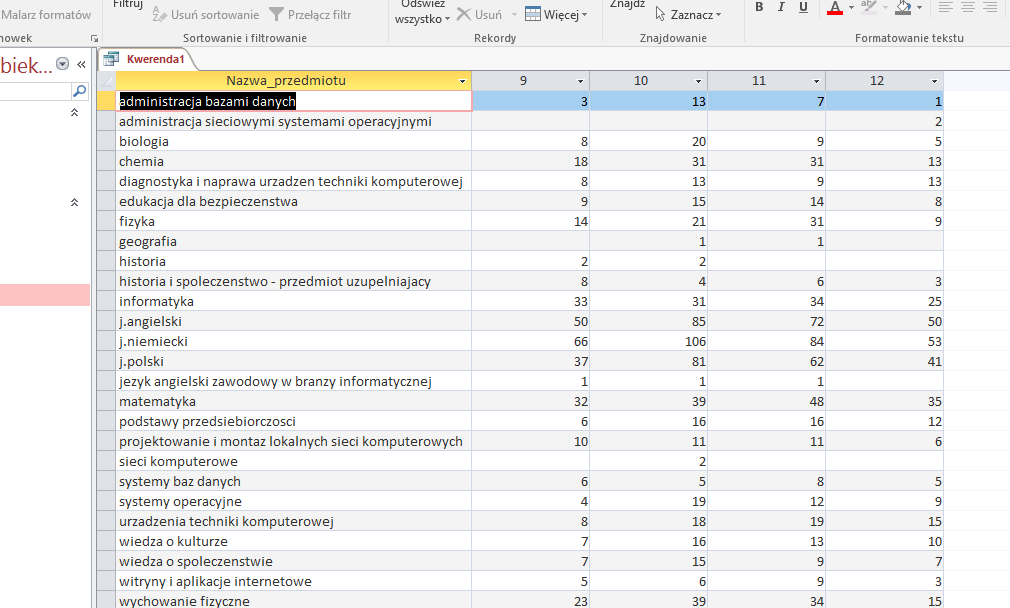 Filtruj
Odśwież
Znajdź
Malarz formatów
Usuń sortowanie
Przełącz filtr
wszystko
Usuń
Więcej
Zaznacz
B I U A ab
Sortowanie i filtrowanie
Rekordy
Znajdowanie
Formatowanie tekstu
biek... «
Kwerenda1
Nazwa_przedmiotu 9 10 11 12
administracja bazami danych 3 13 7 1
administracja sieciowymi systemami operacyjnymi 2
biologia 8 20 9 5
chemia 18 31 31 13
diagnostyka i naprawa urzadzen techniki komputerowej 8 13 9 13
edukacja dla bezpieczenstwa 9 15 14 8
fizyka 14 21 31 9
geografia 1 1
historia 2 2
historia i spoleczenstwo - przedmiot uzupelniajacy 8 4 6 3
informatyka 33 31 34 25
j.angielski 50 85 72 50
j.niemiecki 66 106 84 53
j.polski 37 81 62 41
jezyk angielski zawodowy w branzy informatycznej 1 1 1
matematyka 32 39 48 35
podstawy przedsiebiorczosci 6 16 16 12
projektowanie i montaz lokalnych sieci komputerowych 10 11 11 6
sieci komputerowe 2
systemy baz danych 6 5 8 5
systemy operacyjne 4 19 12 9
urzadzenia techniki komputerowej 8 18 19 15
wiedza o kulturze 7 16 13 10
wiedza o spoleczenstwie 7 15 9 7
witryny i aplikacje internetowe 5 6 9 3
wychowanie fizyczne 23 39 34 15